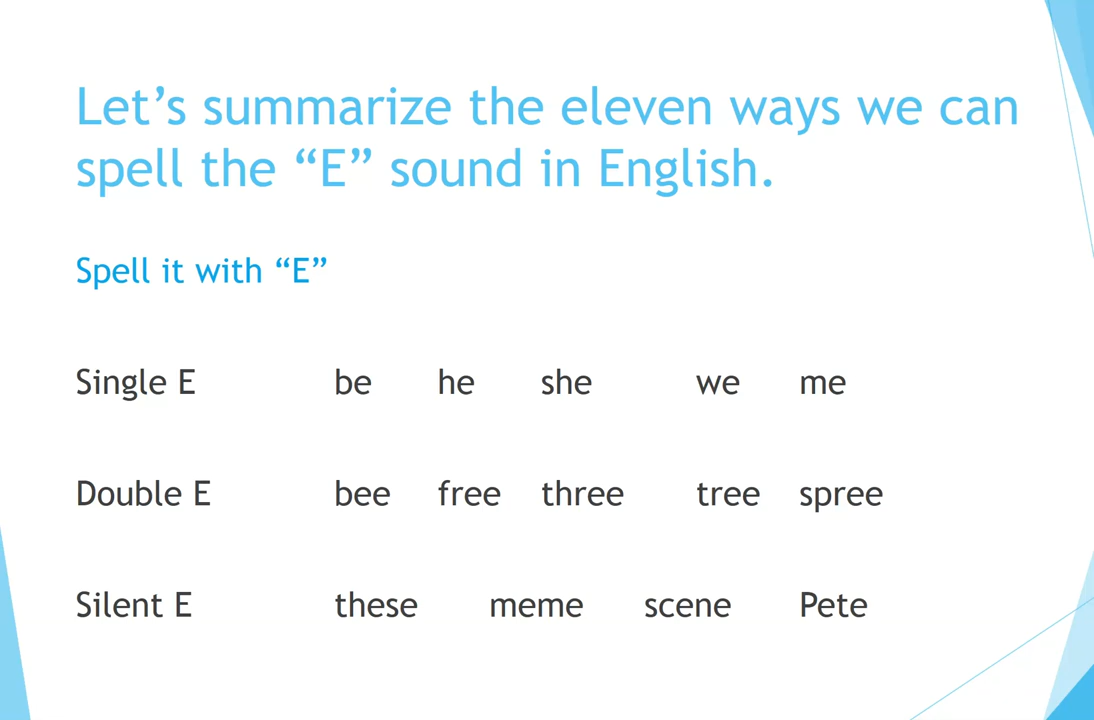 Let’s summarize the eleven ways we can
spell the “E” sound in English.
Spell it with “E”
Single E be he she we me
Double E bee free three tree spree
Silent E these meme scene Pete